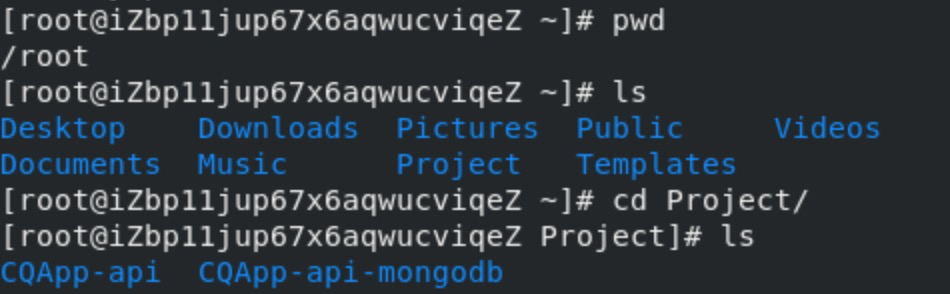 [root@iZbp11jup67x6aqwucviqeZ ~]# pwd
/root
[root@iZbp11jup67x6aqwucviqeZ ~]# ls
Desktop    Downloads  Pictures  Public     Videos
Documents  Music      Project   Templates
[root@iZbp11jup67x6aqwucviqeZ ~]# cd Project/
[root@iZbp11jup67x6aqwucviqeZ Project]# ls
CQApp-api  CQApp-api-mongodb